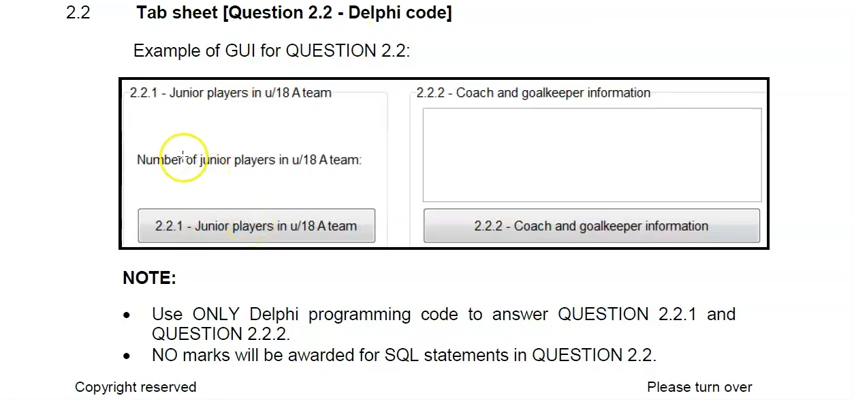 2.2 Tab sheet [Question 2.2 - Delphi code]
Example of GUI for QUESTION 2.2:
2.2.1 - Junior players in u/18 A team
2.2.2 - Coach and goalkeeper information
Number of junior players in u/18 A team:
2.2.1 - Junior players in u/18 A team
2.2.2 - Coach and goalkeeper information
NOTE:
• Use ONLY Delphi programming code to answer QUESTION 2.2.1 and
QUESTION 2.2.2.
• NO marks will be awarded for SQL statements in QUESTION 2.2.
Copyright reserved
Please turn over